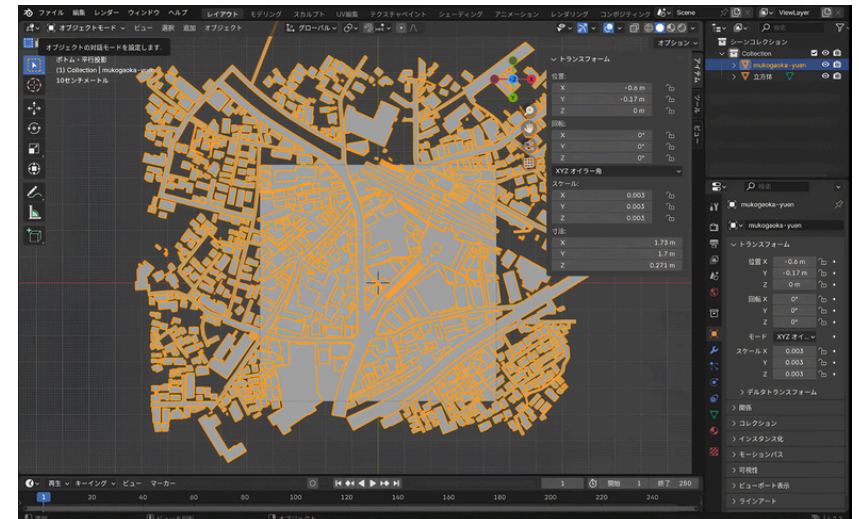 ファイル 編集 レンダー ウィンドウ ヘルプ レイアウト モデリング スカルプト UV編集 テクスチャペイント シェーディング アニメーション レンダリング コンポジティング Scene ViewLayer
オブジェクトモード ビュー 選択 追加 オブジェクト グローバル
オプション
オブジェクトの対話モードを設定します.
ボトム・平行投影
(1) Collection | mukogaoka-yuen
10センチメートル
トランスフォーム
位置:
X -0.6 m
Y -0.17 m
Z 0 m
回転:
X 0°
Y 0°
Z 0°
XYZ オイラー角
スケール:
X 0.003
Y 0.003
Z 0.003
寸法:
X 1.73 m
Y 1.7 m
Z 0.271 m
アイテム
ツール
ビュー
シーンコレクション
Collection
mukogaoka-yuen
立方体
検索
mukogaoka-yuen
mukogaoka-yuen
トランスフォーム
位置 X -0.6 m
Y -0.17 m
Z 0 m
回転 X 0°
Y 0°
Z 0°
モード XYZ オイ...
スケール X 0.003
Y 0.003
Z 0.003
デルタトランスフォーム
関係
コレクション
インスタンス化
モーションパス
可視性
ビューポート表示
ラインアート
再生 キーイング ビュー マーカー
1 開始 1 終了 250
1 20 40 60 80 100 120 140 160 180 200 220 240